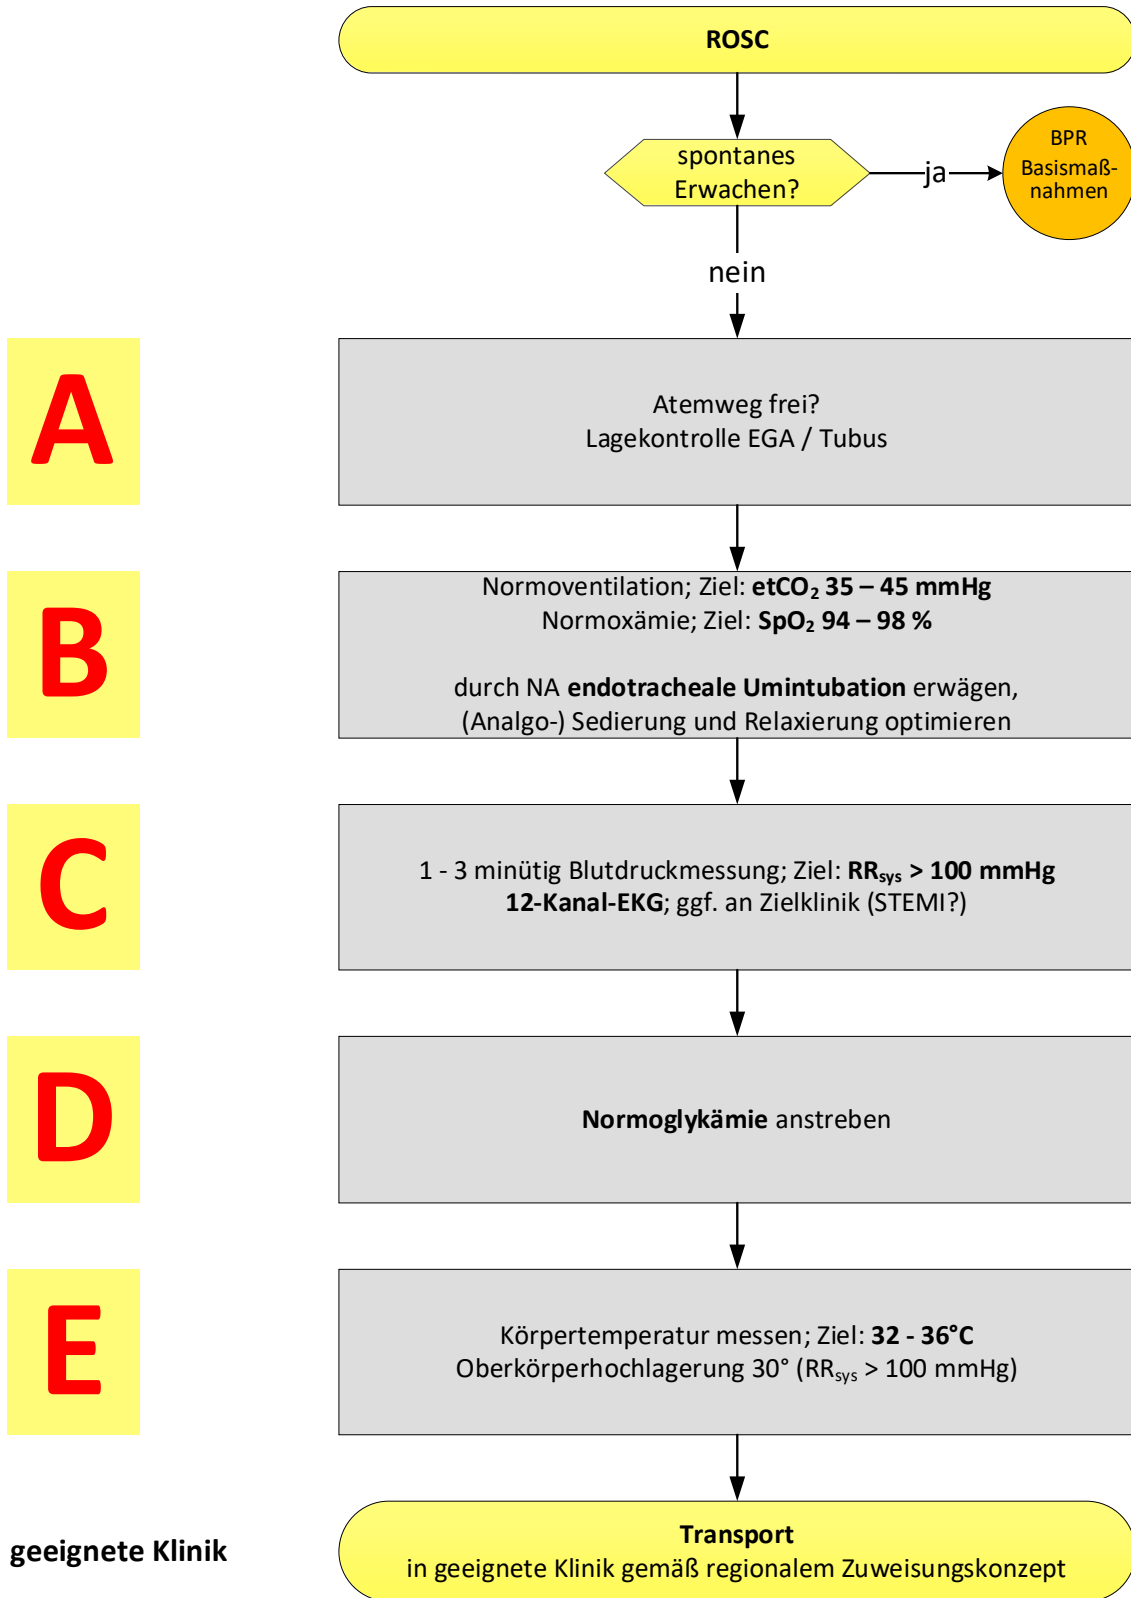 ROSC
spontanes
Erwachen?
ja
BPR
Basismaß-
nahmen
nein
A
Atemweg frei?
Lagekontrolle EGA / Tubus
B
Normoventilation; Ziel: etCO₂ 35 – 45 mmHg
Normoxämie; Ziel: SpO₂ 94 – 98 %
durch NA endotracheale Umintubation erwägen,
(Analgo-) Sedierung und Relaxierung optimieren
C
1 - 3 minütig Blutdruckmessung; Ziel: RRsys > 100 mmHg
12-Kanal-EKG; ggf. an Zielklinik (STEMI?)
D
Normoglykämie anstreben
E
Körpertemperatur messen; Ziel: 32 - 36°C
Oberkörperhochlagerung 30° (RRsys > 100 mmHg)
geeignete Klinik
Transport
in geeignete Klinik gemäß regionalem Zuweisungskonzept